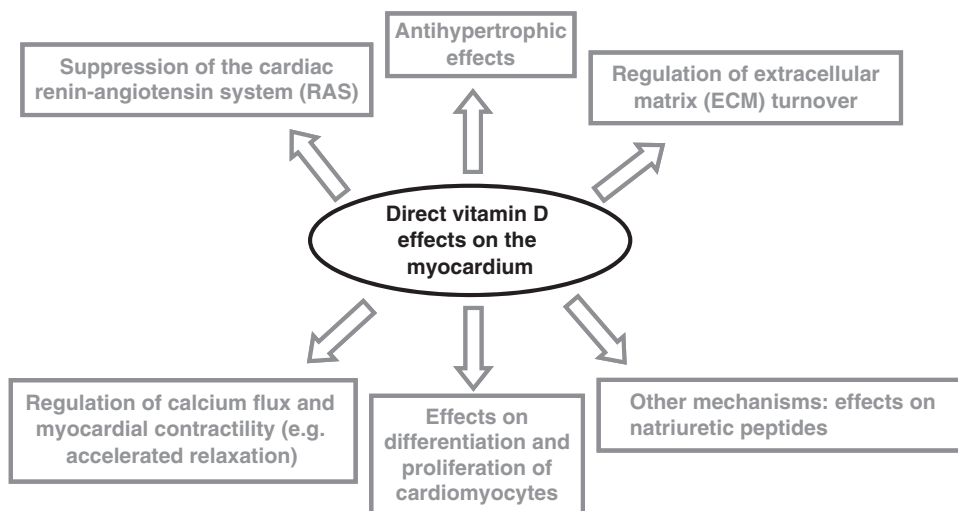 Antihypertrophic
effects
Suppression of the cardiac
renin-angiotensin system (RAS)
Regulation of extracellular
matrix (ECM) turnover
Direct vitamin D
effects on the
myocardium
Regulation of calcium flux and
myocardial contractility (e.g.
accelerated relaxation)
Effects on
differentiation and
proliferation of
cardiomyocytes
Other mechanisms: effects on
natriuretic peptides